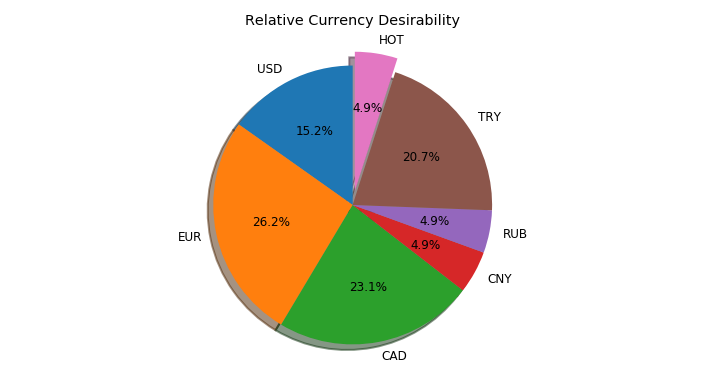 Relative Currency Desirability
HOT
USD
4.9%
TRY
15.2%
20.7%
4.9%
RUB
26.2%
EUR
4.9%
CNY
23.1%
CAD